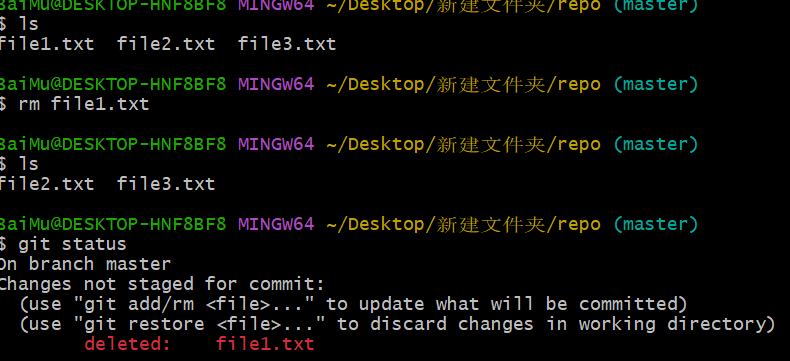 BaiMu@DESKTOP-HNF8BF8 MINGW64 ~/Desktop/新建文件夹/repo (master)
$ ls
file1.txt  file2.txt  file3.txt
BaiMu@DESKTOP-HNF8BF8 MINGW64 ~/Desktop/新建文件夹/repo (master)
$ rm file1.txt
BaiMu@DESKTOP-HNF8BF8 MINGW64 ~/Desktop/新建文件夹/repo (master)
$ ls
file2.txt  file3.txt
BaiMu@DESKTOP-HNF8BF8 MINGW64 ~/Desktop/新建文件夹/repo (master)
$ git status
On branch master
Changes not staged for commit:
  (use "git add/rm <file>..." to update what will be committed)
  (use "git restore <file>..." to discard changes in working directory)
        deleted:    file1.txt